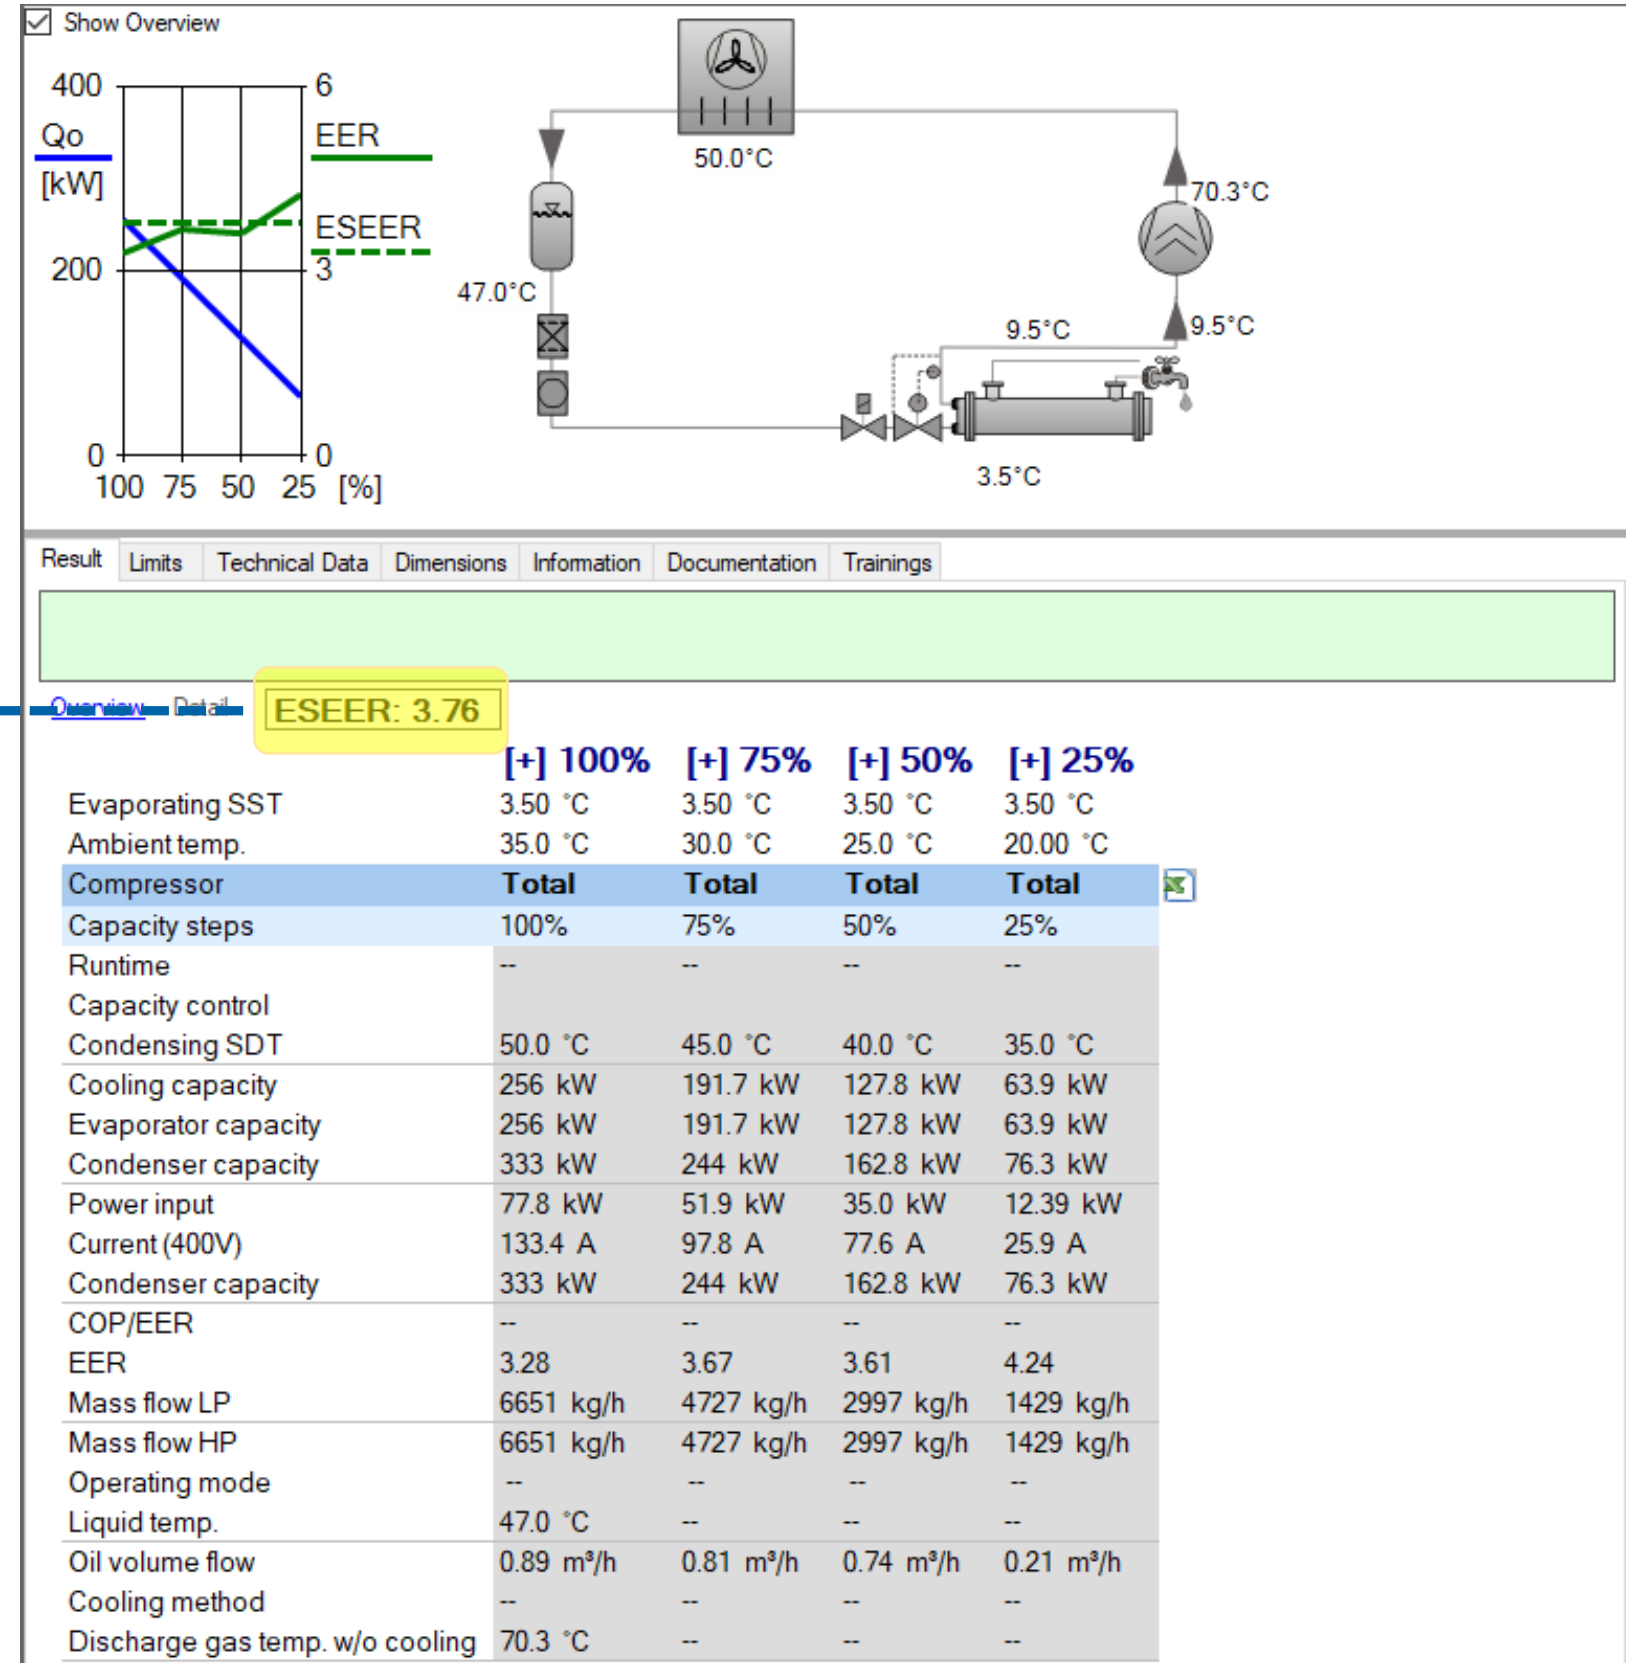 Show Overview
400 6
Qo EER
[kW]
50.0°C
70.3°C
ESEER
200 3
47.0°C
9.5°C 9.5°C
0 0
100 75 50 25 [%]
3.5°C
Result Limits Technical Data Dimensions Information Documentation Trainings
Overview Detail ESEER: 3.76
[+] 100% [+] 75% [+] 50% [+] 25%
Evaporating SST 3.50 °C 3.50 °C 3.50 °C 3.50 °C
Ambient temp. 35.0 °C 30.0 °C 25.0 °C 20.00 °C
Compressor Total Total Total Total
Capacity steps 100% 75% 50% 25%
Runtime -- -- -- --
Capacity control
Condensing SDT 50.0 °C 45.0 °C 40.0 °C 35.0 °C
Cooling capacity 256 kW 191.7 kW 127.8 kW 63.9 kW
Evaporator capacity 256 kW 191.7 kW 127.8 kW 63.9 kW
Condenser capacity 333 kW 244 kW 162.8 kW 76.3 kW
Power input 77.8 kW 51.9 kW 35.0 kW 12.39 kW
Current (400V) 133.4 A 97.8 A 77.6 A 25.9 A
Condenser capacity 333 kW 244 kW 162.8 kW 76.3 kW
COP/EER -- -- -- --
EER 3.28 3.67 3.61 4.24
Mass flow LP 6651 kg/h 4727 kg/h 2997 kg/h 1429 kg/h
Mass flow HP 6651 kg/h 4727 kg/h 2997 kg/h 1429 kg/h
Operating mode -- -- -- --
Liquid temp. 47.0 °C -- -- --
Oil volume flow 0.89 m³/h 0.81 m³/h 0.74 m³/h 0.21 m³/h
Cooling method -- -- -- --
Discharge gas temp. w/o cooling 70.3 °C -- -- --